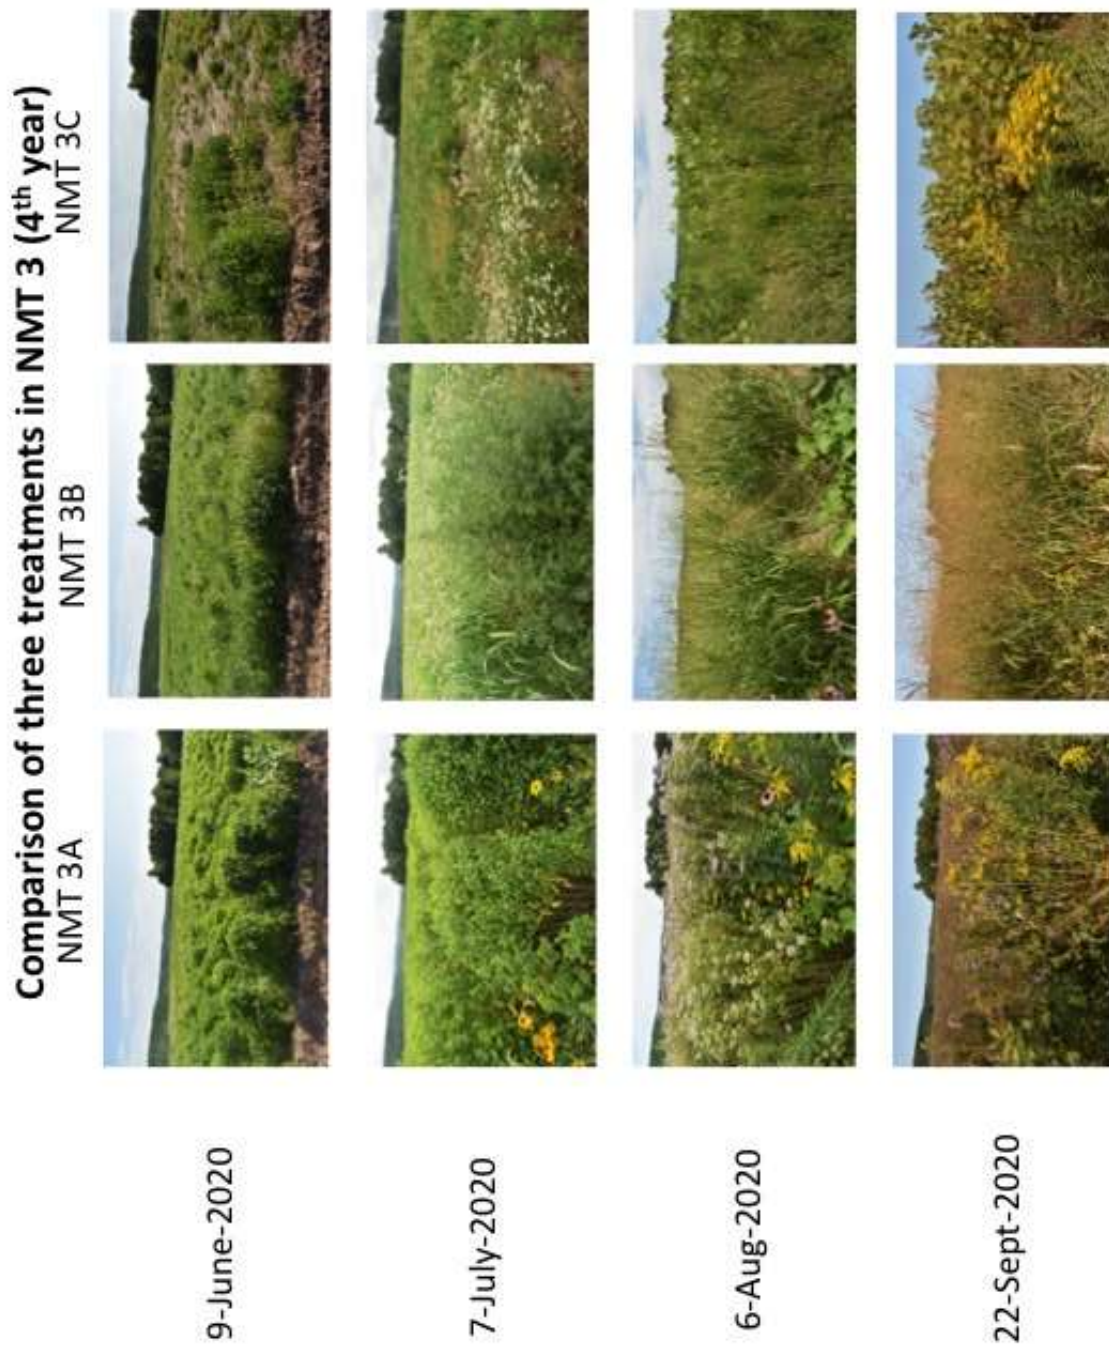 Comparison of three treatments in NMT 3 (4th year)
NMT 3A NMT 3B NMT 3C
9-June-2020
7-July-2020
6-Aug-2020
22-Sept-2020